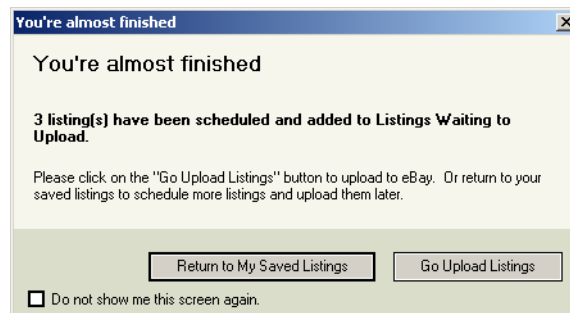 You're almost finished
You're almost finished
3 listing(s) have been scheduled and added to Listings Waiting to
Upload.
Please click on the "Go Upload Listings" button to upload to eBay. Or return to your
saved listings to schedule more listings and upload them later.
Return to My Saved Listings Go Upload Listings
Do not show me this screen again.